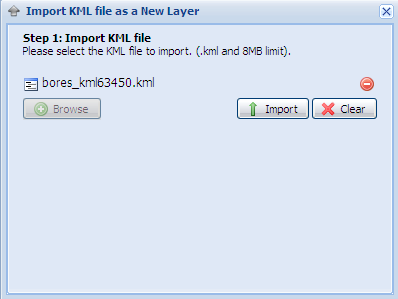 Import KML file as a New Layer
Step 1: Import KML file
Please select the KML file to import. (.kml and 8MB limit).
bores_kml63450.kml
Browse Import Clear